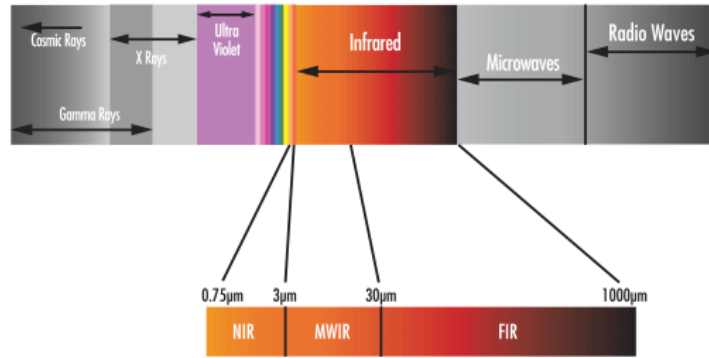 Cosmic Rays
X Rays
Gamma Rays
Ultra
Violet
Infrared
Microwaves
Radio Waves
0.75µm
3µm
30µm
1000µm
NIR
MWIR
FIR